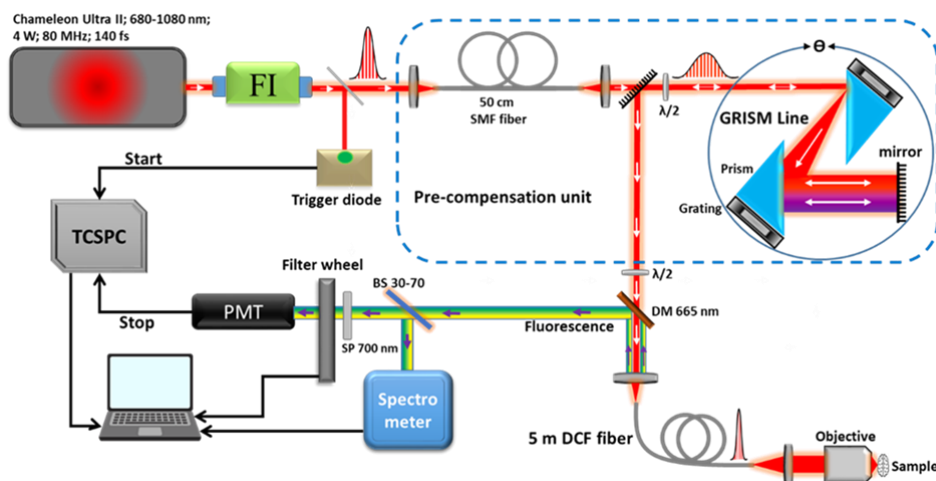 Chameleon Ultra II; 680-1080 nm;
4 W; 80 MHz; 140 fs
FI
50 cm
SMF fiber
λ/2
Θ
GRISM Line
mirror
Prism
Grating
Start
Trigger diode
Pre-compensation unit
TCSPC
Filter wheel
BS 30-70
λ/2
PMT
DM 665 nm
Stop
Fluorescence
SP 700 nm
Spectro
meter
5 m DCF fiber
Objective
Sample